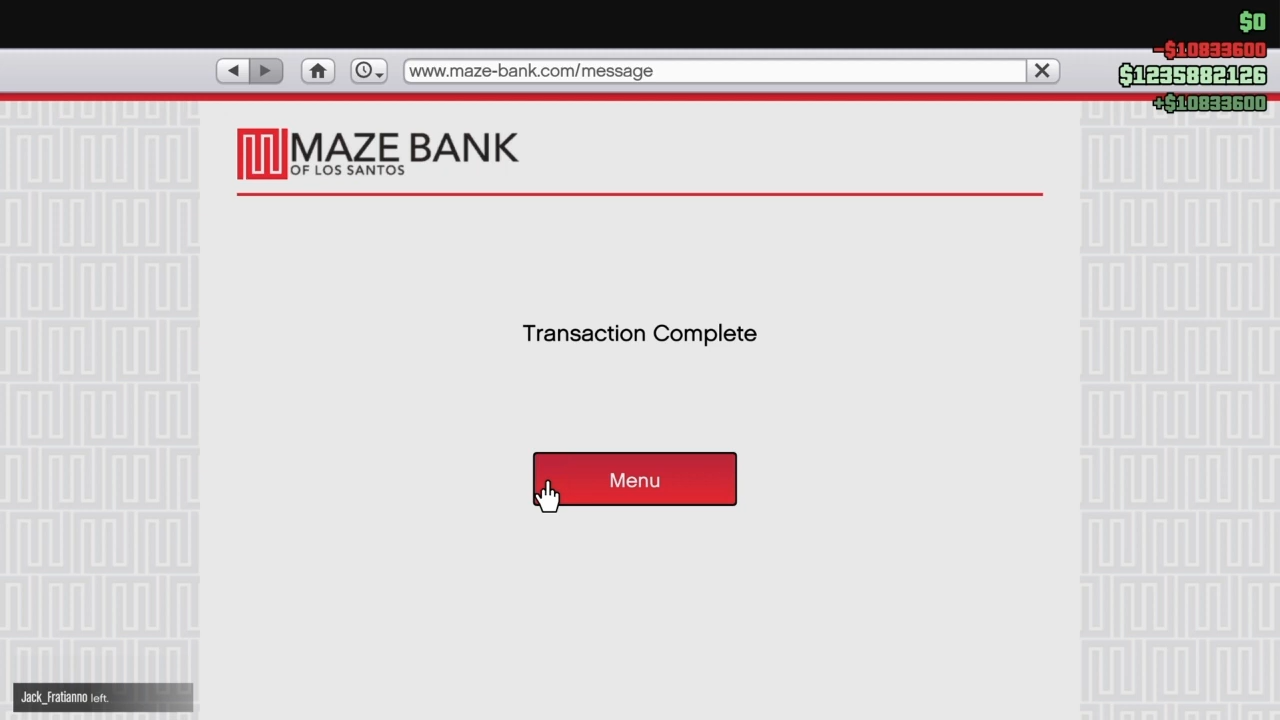 $0
-$10833600
www.maze-bank.com/message
$1235882126
+$10833600
MAZE BANK
OF LOS SANTOS
Transaction Complete
Menu
Jack_Fratianno left.